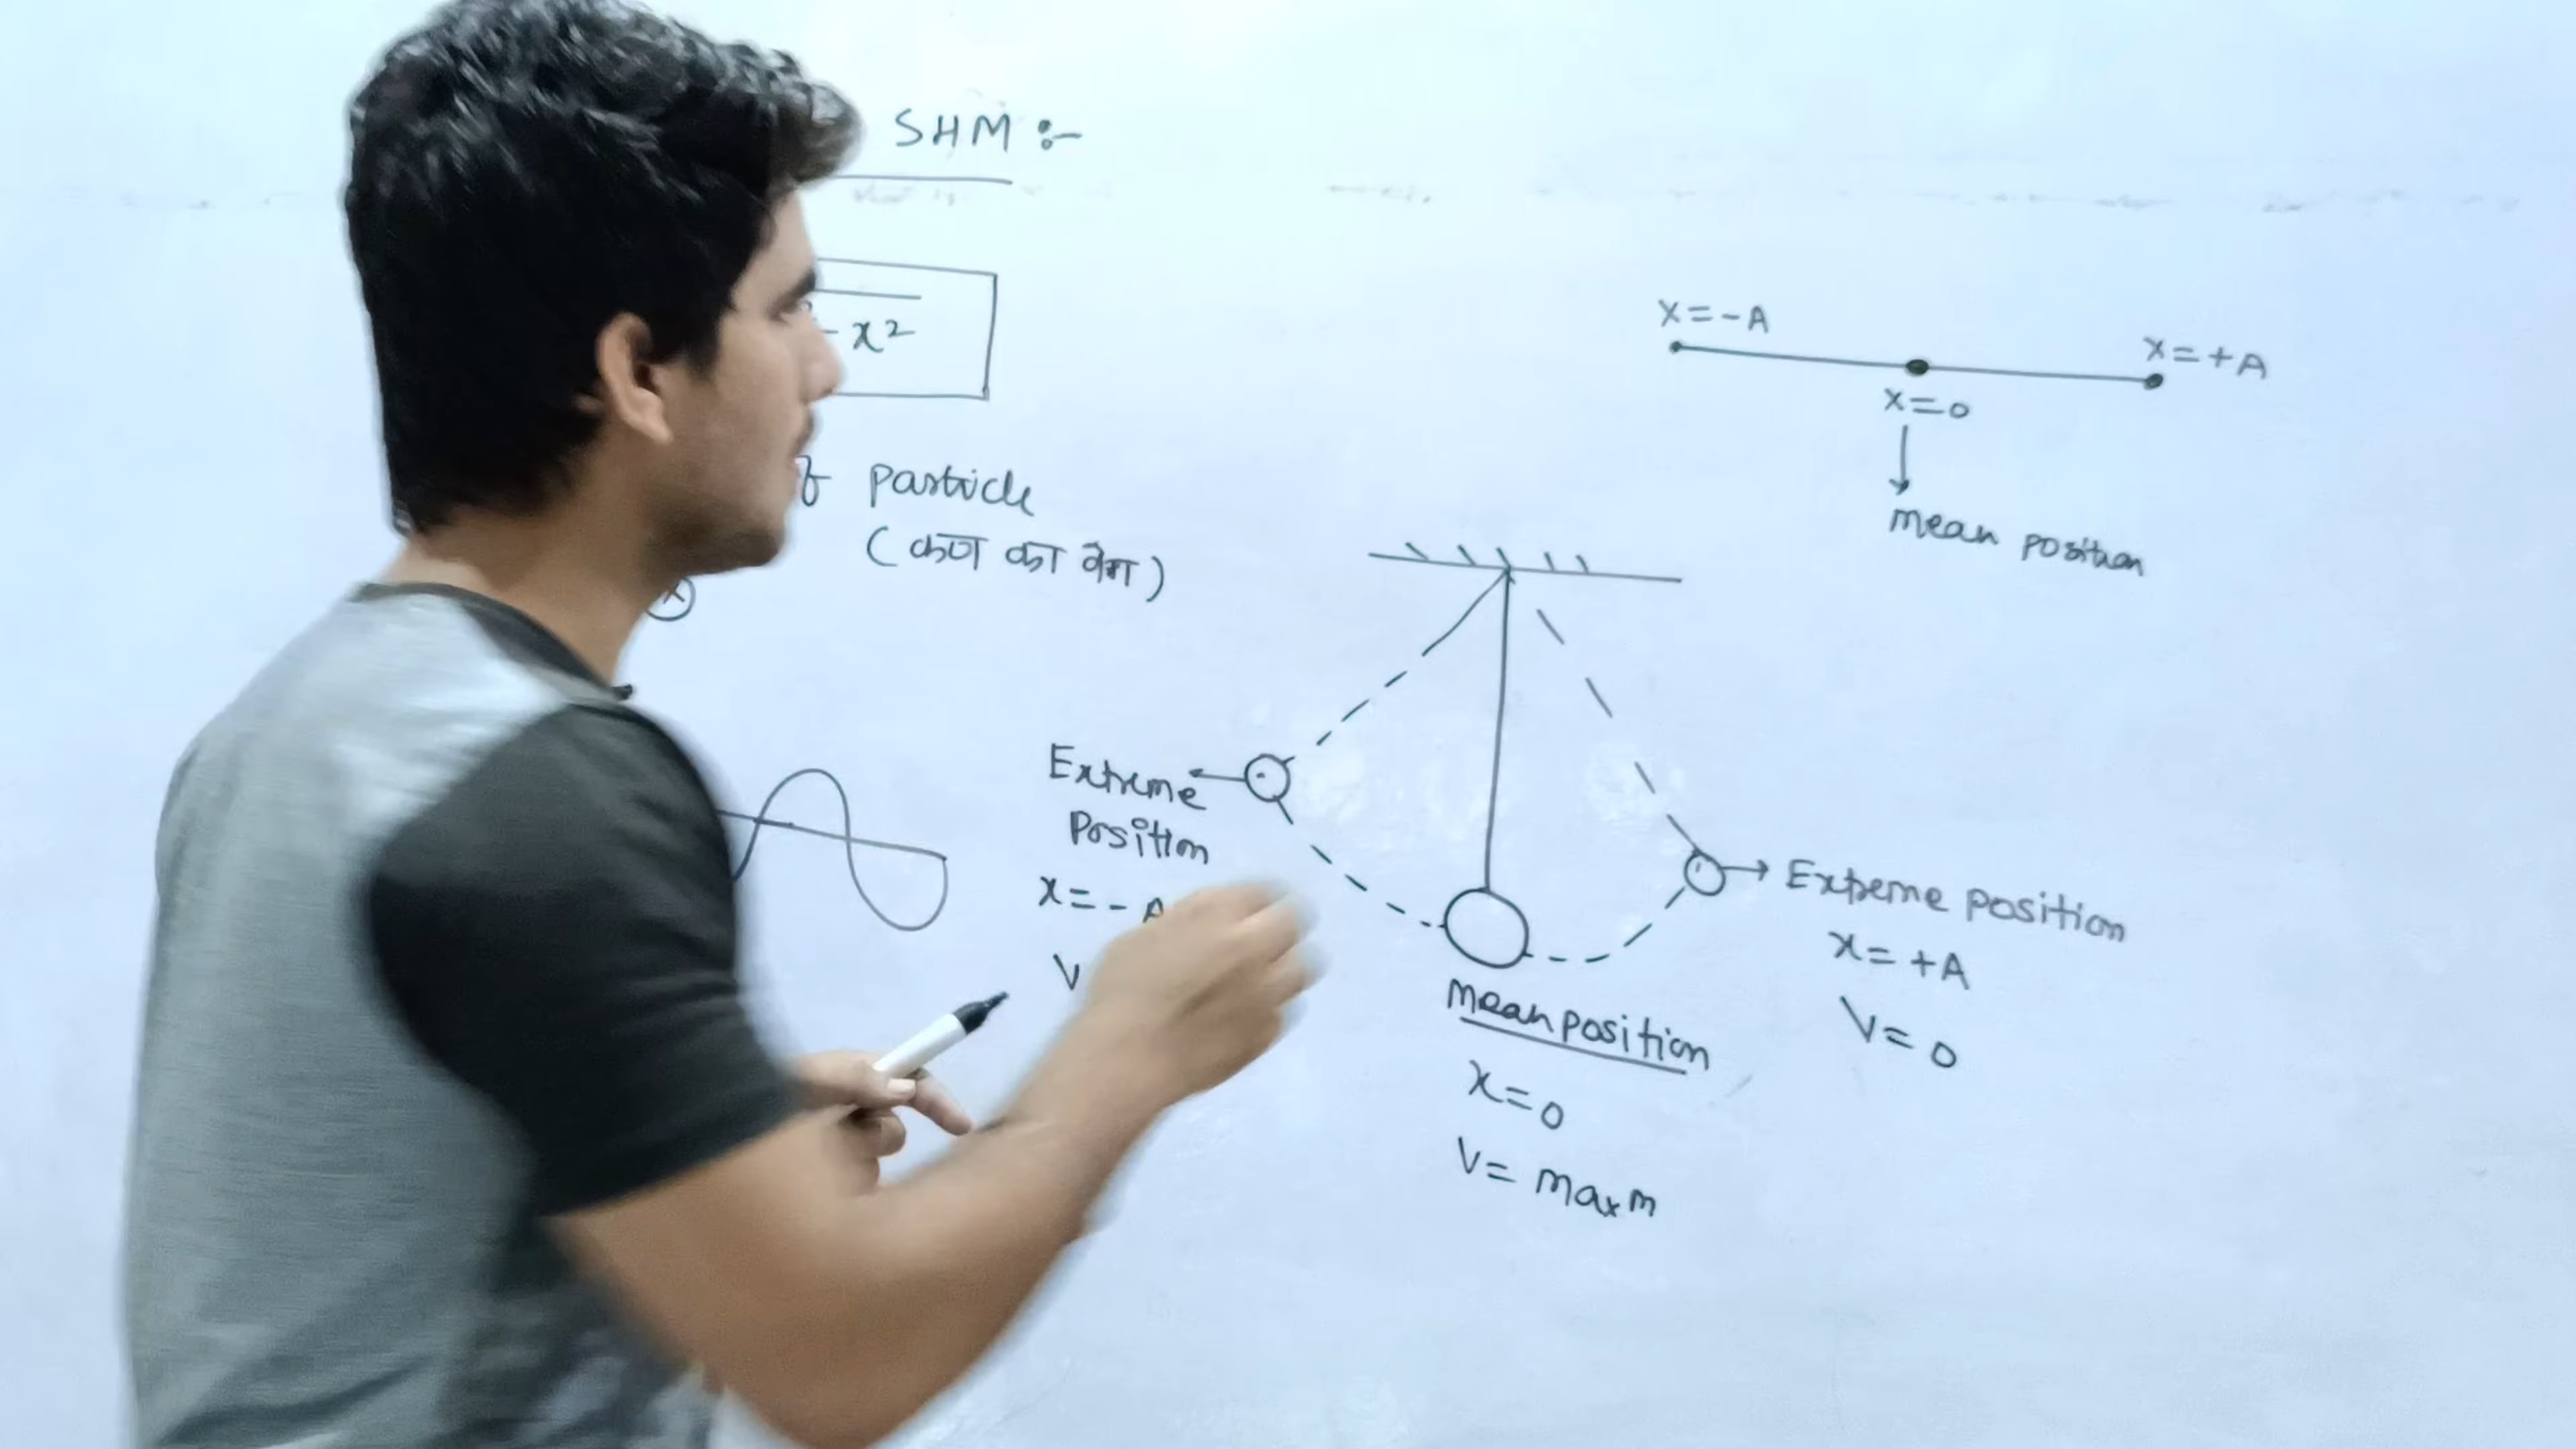 SHM :-
- x²
particle
(कण का वेग)
x = -A
x = +A
x = 0
mean position
Extreme
Position
x = - A
V
Mean position
x = 0
V = maxm
Extreme position
x = +A
V = 0